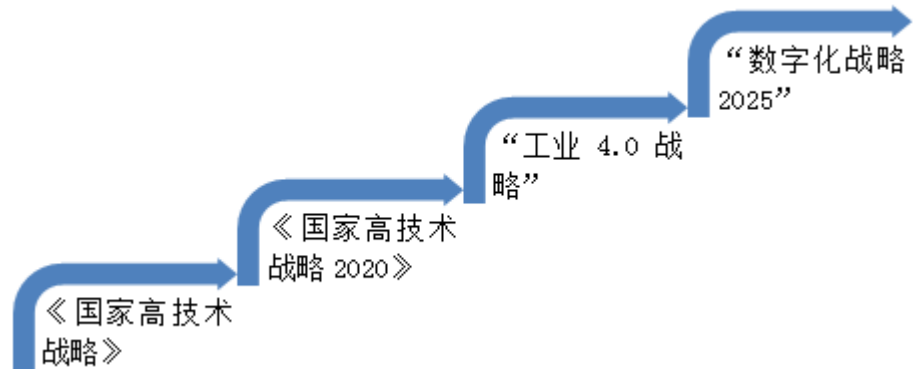 “数字化战略
2025”
“工业 4.0 战
略”
《国家高技术
战略 2020》
《国家高技术
战略》